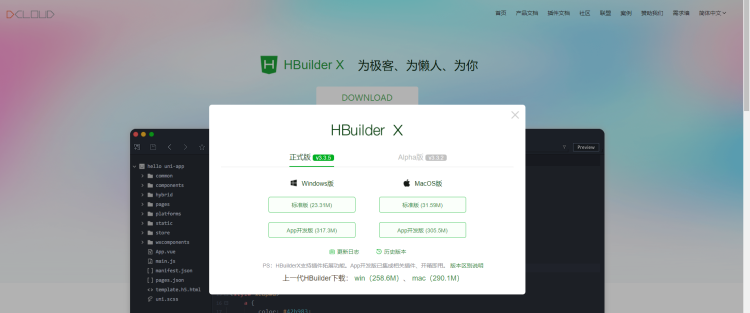 DCLOUD
首页 产品文档 插件文档 社区 联盟 案例 赞助我们 需求墙 简体中文
HBuilder X 为极客、为懒人、为你
DOWNLOAD
HBuilder X
正式版 v3.3.5 Alpha版
Windows版 MacOS版
标准版 (23.31M) 标准版 (31.59M)
App开发版 (317.3M) App开发版 (305.5M)
更新日志 历史版本
PS：HBuilderX支持插件拓展功能。App开发版已集成相关插件、开箱即用。 版本区别说明
上一代HBuilder下载： win（258.6M）、 mac（290.1M）
Preview
hello uni-app
common
components
hybrid
pages
platforms
static
store
wxcomponents
App.vue
main.js
manifest.json
pages.json
template.h5.html
uni.scss